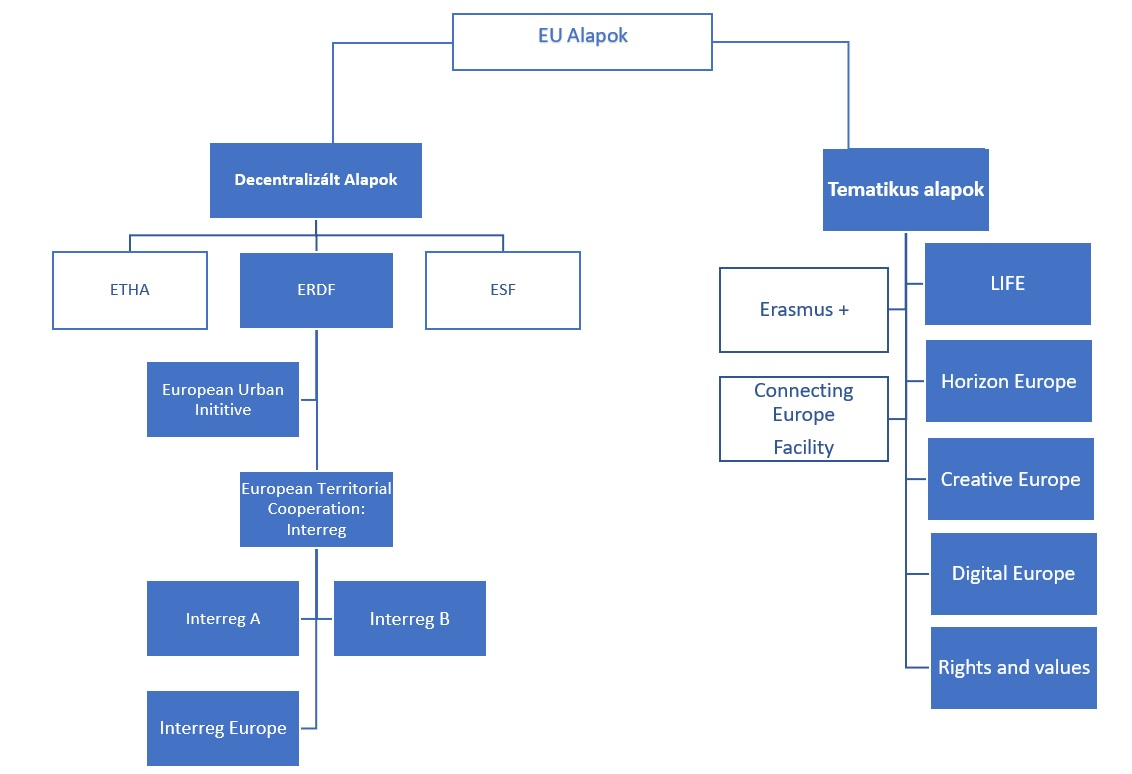 EU Alapok
Decentralizált Alapok
Tematikus alapok
ETHA
ERDF
ESF
European Urban
Inititive
European Territorial
Cooperation:
Interreg
Interreg A
Interreg B
Interreg Europe
Erasmus +
Connecting
Europe
Facility
LIFE
Horizon Europe
Creative Europe
Digital Europe
Rights and values